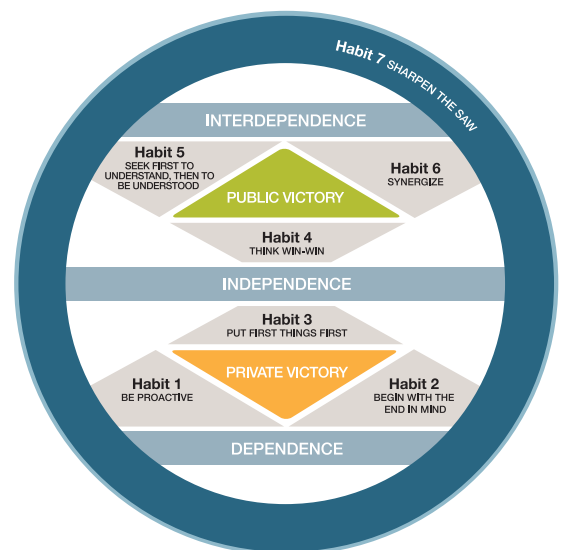 Habit 7 SHARPEN THE SAW
INTERDEPENDENCE
Habit 5
SEEK FIRST TO
UNDERSTAND, THEN TO
BE UNDERSTOOD
Habit 6
SYNERGIZE
PUBLIC VICTORY
Habit 4
THINK WIN-WIN
INDEPENDENCE
Habit 3
PUT FIRST THINGS FIRST
PRIVATE VICTORY
Habit 1
BE PROACTIVE
Habit 2
BEGIN WITH THE
END IN MIND
DEPENDENCE